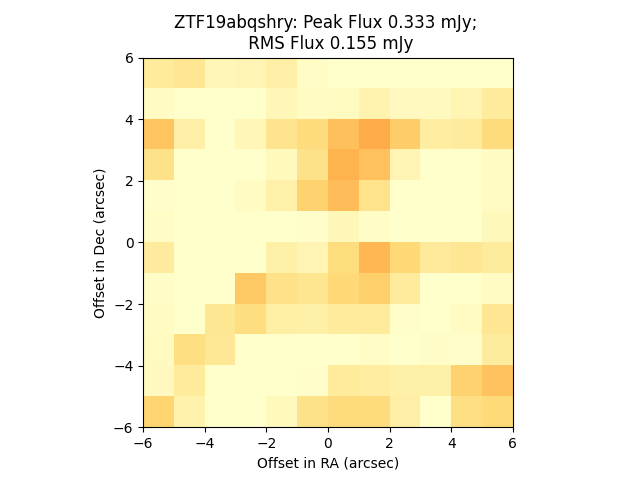 ZTF19abqshry: Peak Flux 0.333 mJy;
RMS Flux 0.155 mJy
6
4
2
0
−2
−4
−6
Offset in Dec (arcsec)
−6 −4 −2 0 2 4 6
Offset in RA (arcsec)